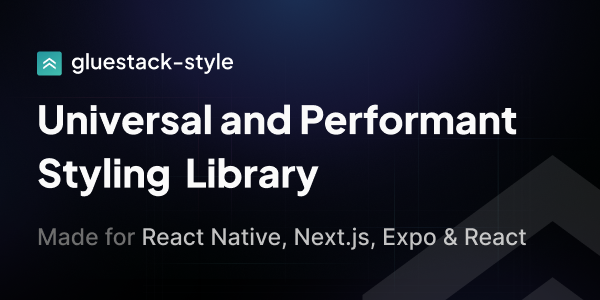 gluestack-style
Universal and Performant
Styling Library
Made for React Native, Next.js, Expo & React